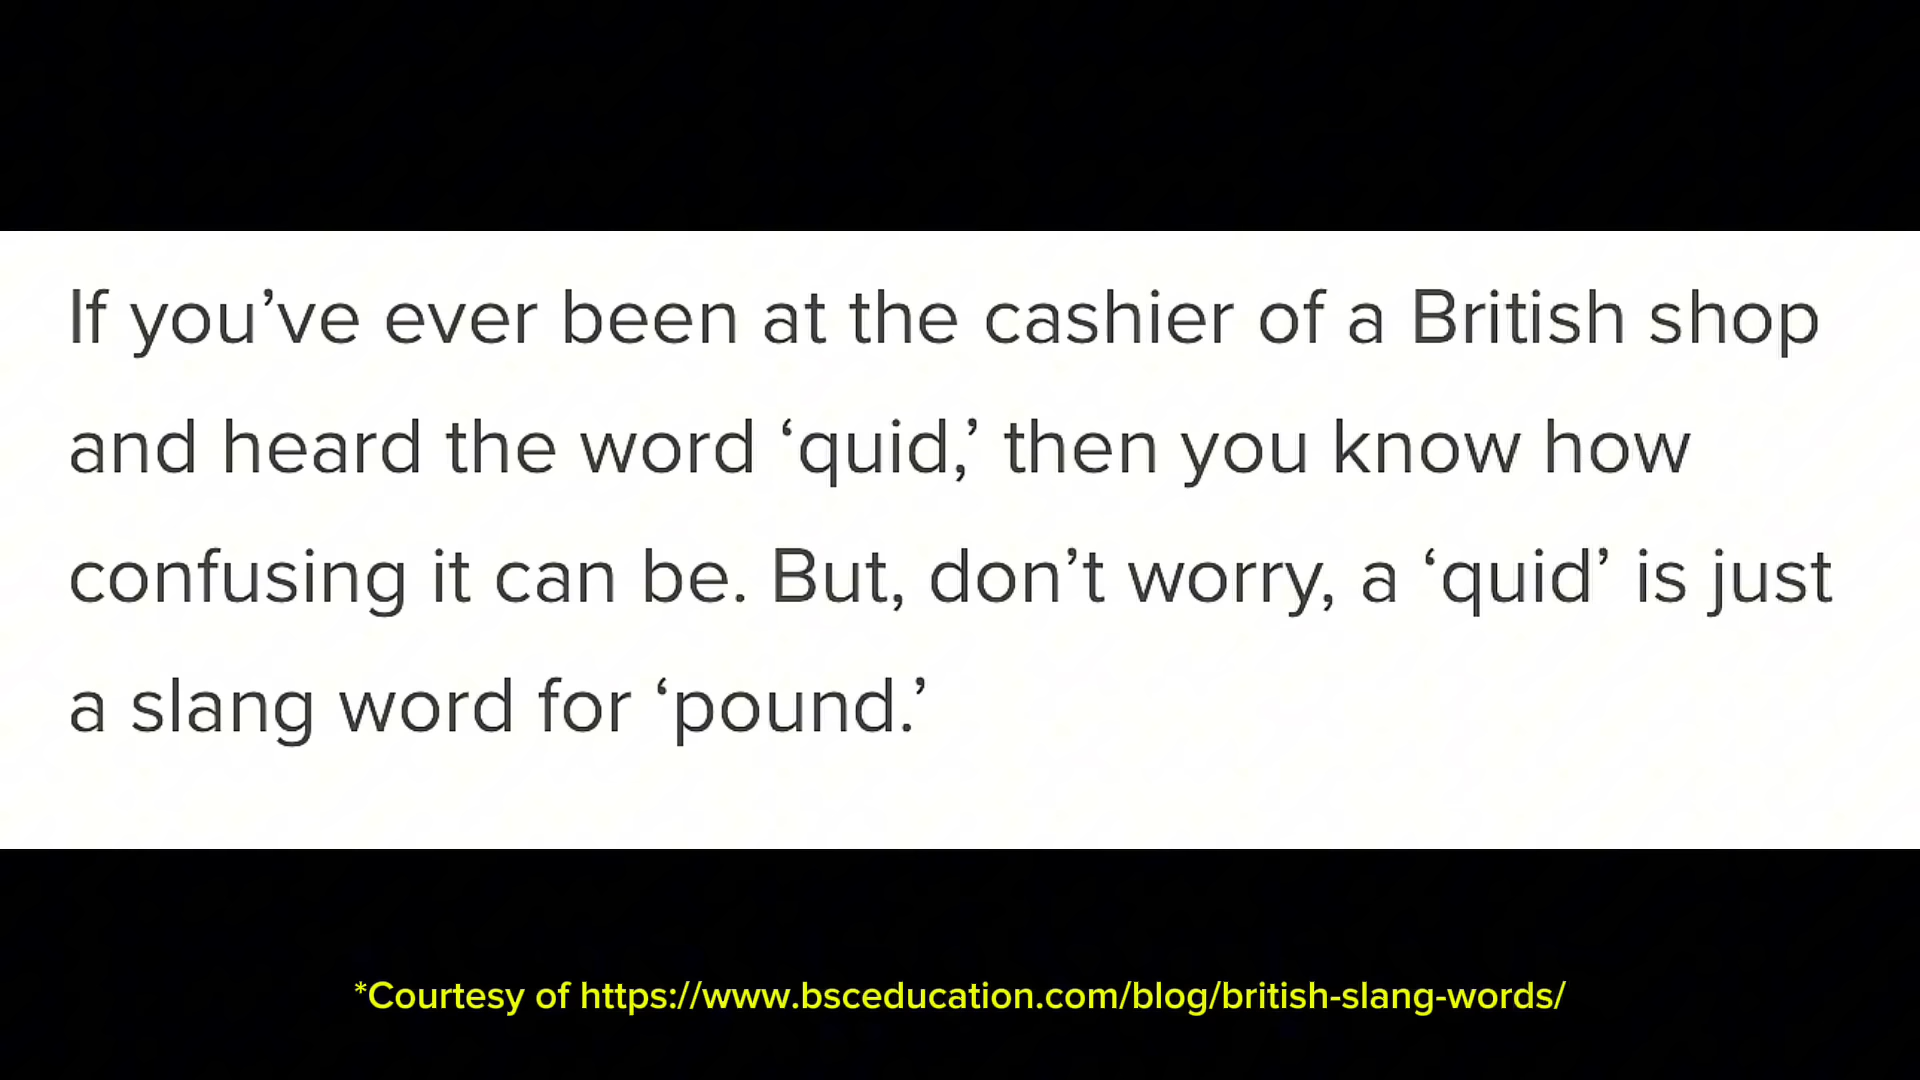 If you’ve ever been at the cashier of a British shop
and heard the word ‘quid,’ then you know how
confusing it can be. But, don’t worry, a ‘quid’ is just
a slang word for ‘pound.’
*Courtesy of https://www.bsceducation.com/blog/british-slang-words/